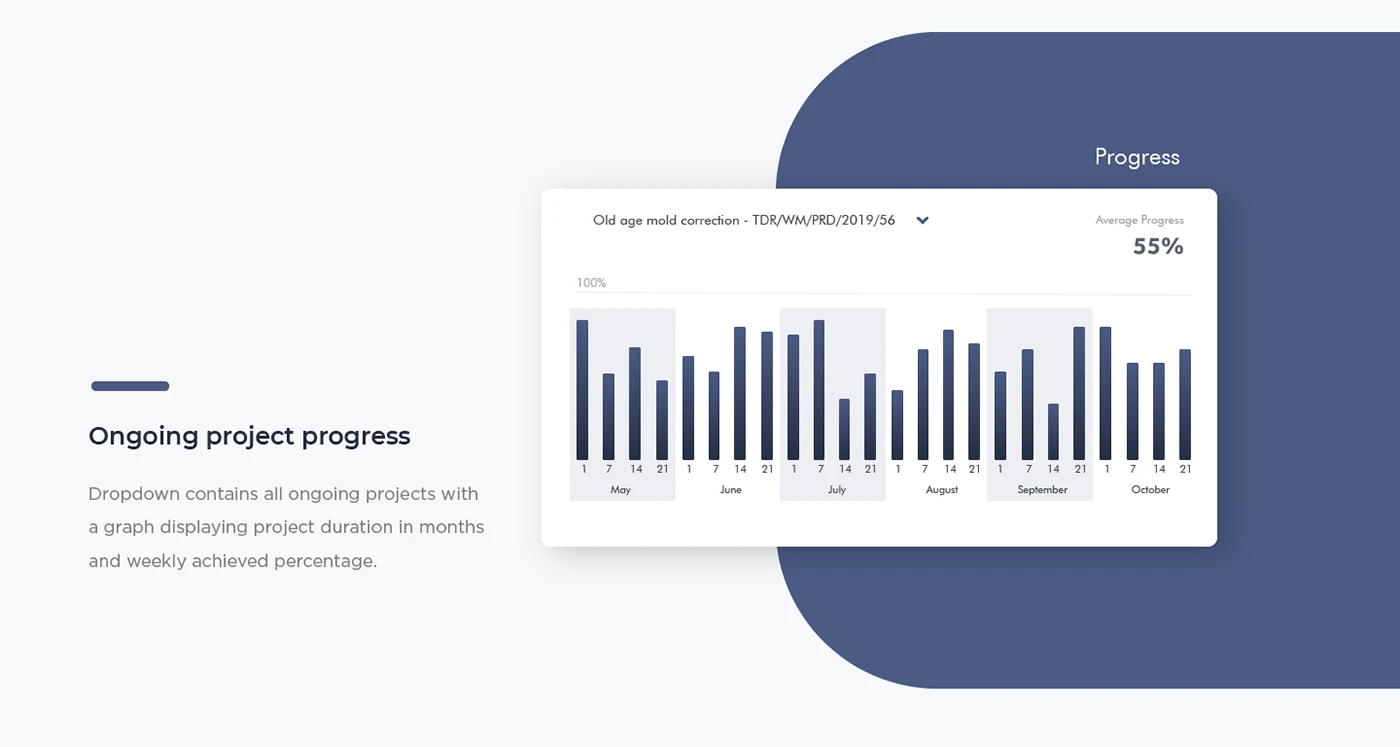 Progress
Old age mold correction - TDR/WM/PRD/2019/56
Average Progress
55%
100%
1 7 14 21 1 7 14 21 1 7 14 21 1 7 14 21 1 7 14 21 1 7 14 21
May June July August September October
Ongoing project progress
Dropdown contains all ongoing projects with
a graph displaying project duration in months
and weekly achieved percentage.